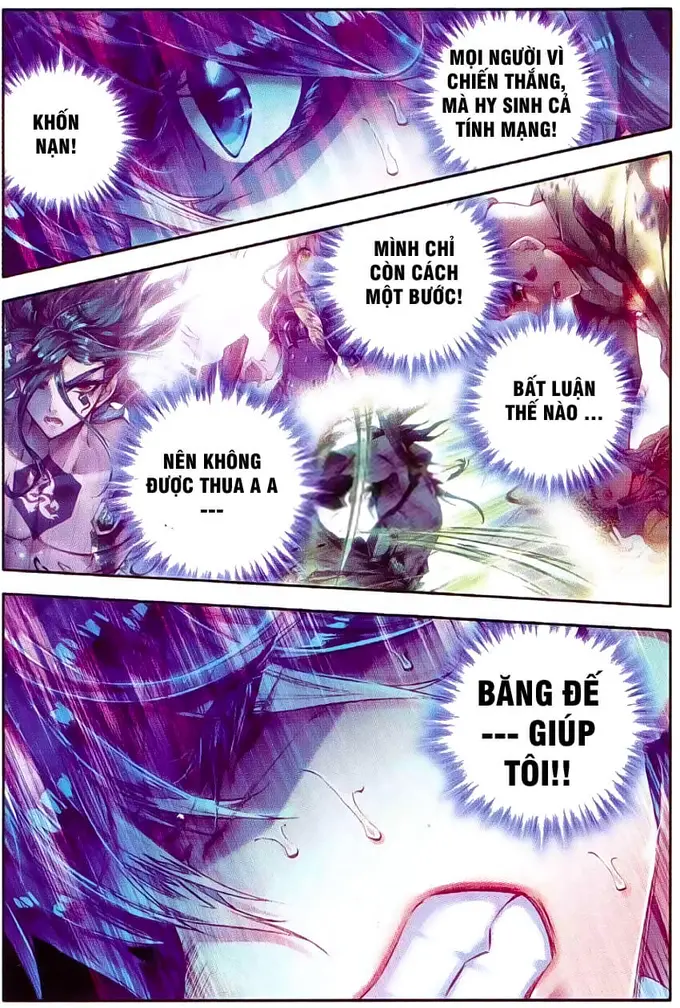 KHỐN
NẠN!
MỌI NGƯỜI VÌ
CHIẾN THẮNG,
MÀ HY SINH CẢ
TÍNH MẠNG!
MÌNH CHỈ
CÒN CÁCH
MỘT BƯỚC!
BẤT LUẬN
THẾ NÀO ...
NÊN KHÔNG
ĐƯỢC THUA A A
---
BĂNG ĐẾ
--- GIÚP
TÔI!!